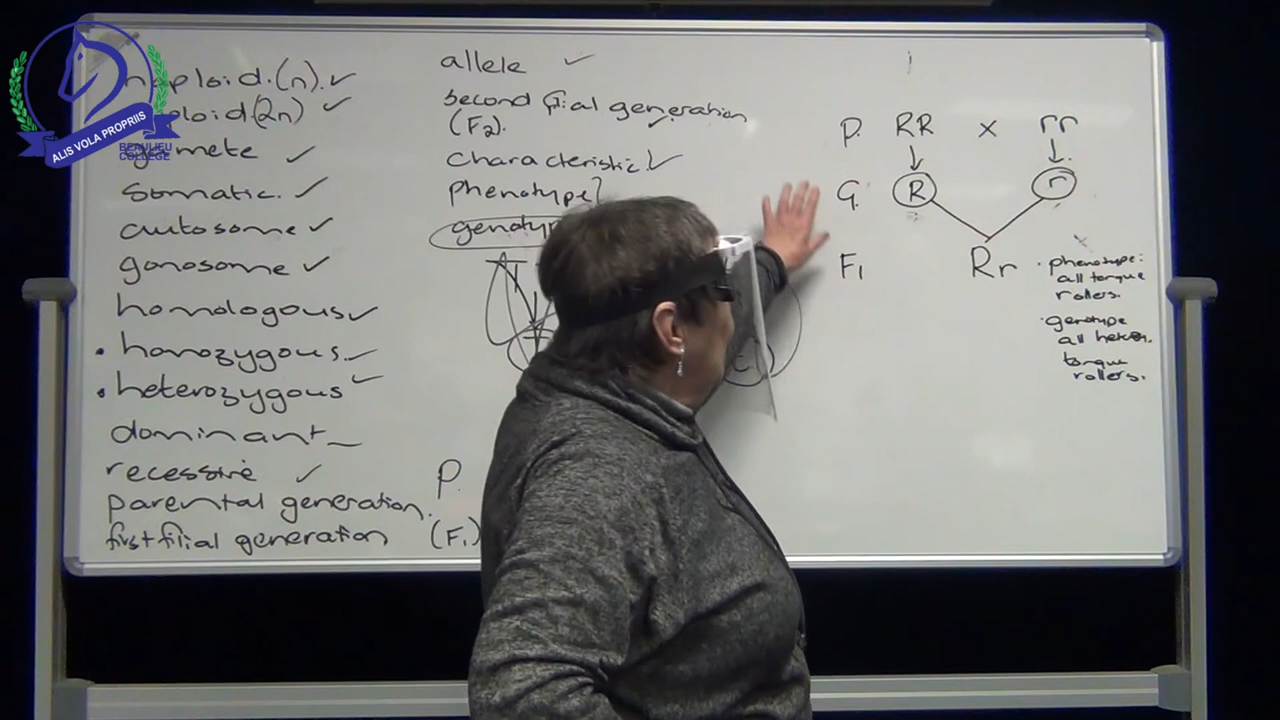 ALIS VOLA PROPRIIS
BEAULIEU
COLLEGE
haploid.(n). ✓
ploid(2n) ✓
gamete ✓
somatic. ✓
autosome ✓
gonosome ✓
homologous ✓
• homozygous ✓
• heterozygous ✓
dominant
recessive ✓
parental generation. P.
first filial generation (F1)
allele ✓
second filial generation
(F2). ✓
characteristic. ✓
phenotype
genotyp
P. RR x rr
G. R r
F1 Rr
• phenotype:
all tongue
rollers.
• genotype
all heter.
tongue
rollers.